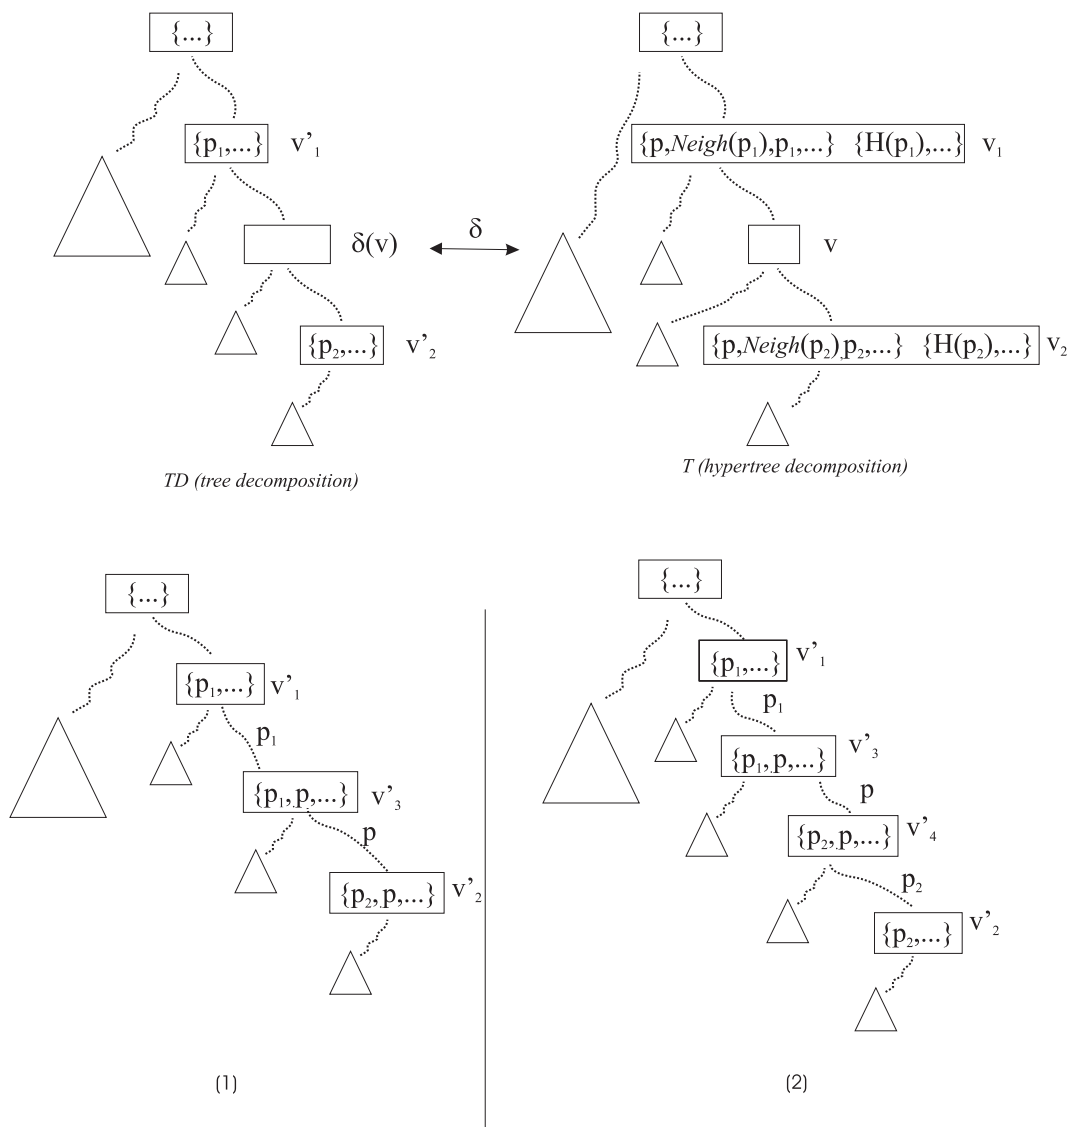 {...}
{...}
{p₁,...} v'₁
{p,Neigh(p₁),p₁,...} {H(p₁),...} v₁
δ(v)
δ
v
{p₂,...} v'₂
{p,Neigh(p₂),p₂,...} {H(p₂),...} v₂
TD (tree decomposition)
T (hypertree decomposition)
{...}
{p₁,...} v'₁
p₁
{p₁,p,...} v'₃
p
{p₂,p,...} v'₂
(1)
{...}
{p₁,...} v'₁
p₁
{p₁,p,...} v'₃
p
{p₂,p,...} v'₄
p₂
{p₂,...} v'₂
(2)